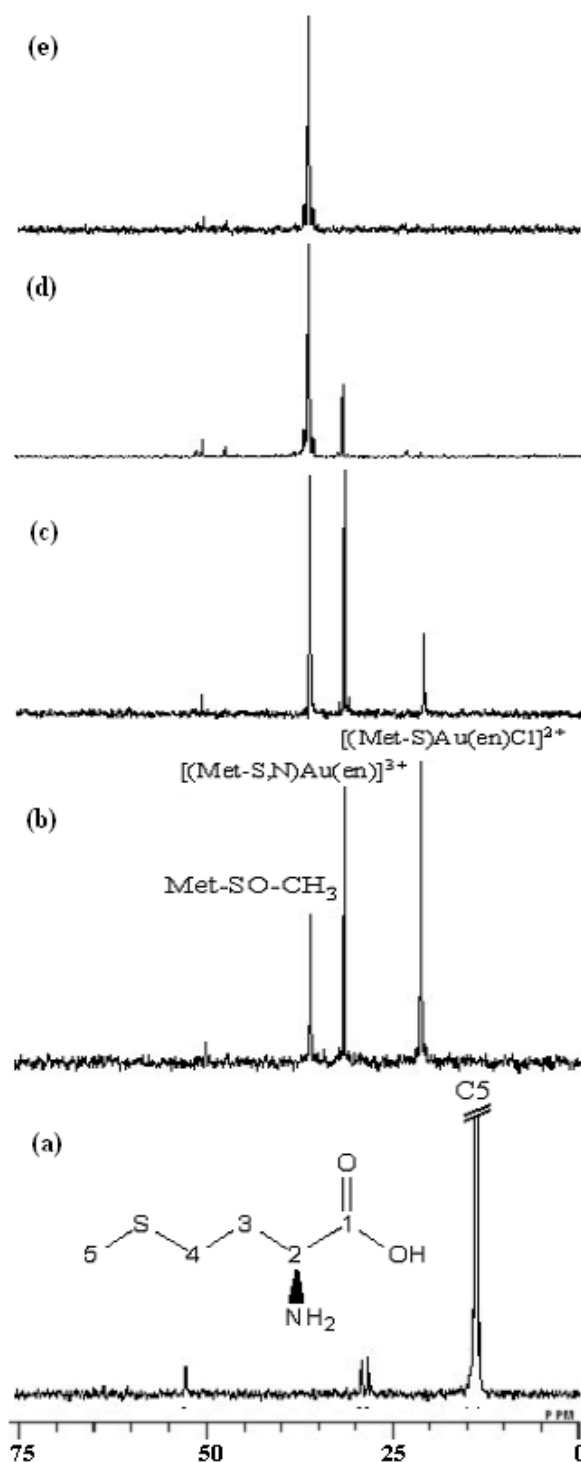 (e)
(d)
(c)
[(Met-S)Au(en)Cl]²⁺
[(Met-S,N)Au(en)]³⁺
(b)
Met-SO-CH₃
C5
(a)
O
S 3 1
5 4 2 OH
NH₂
P PM
75 50 25 0